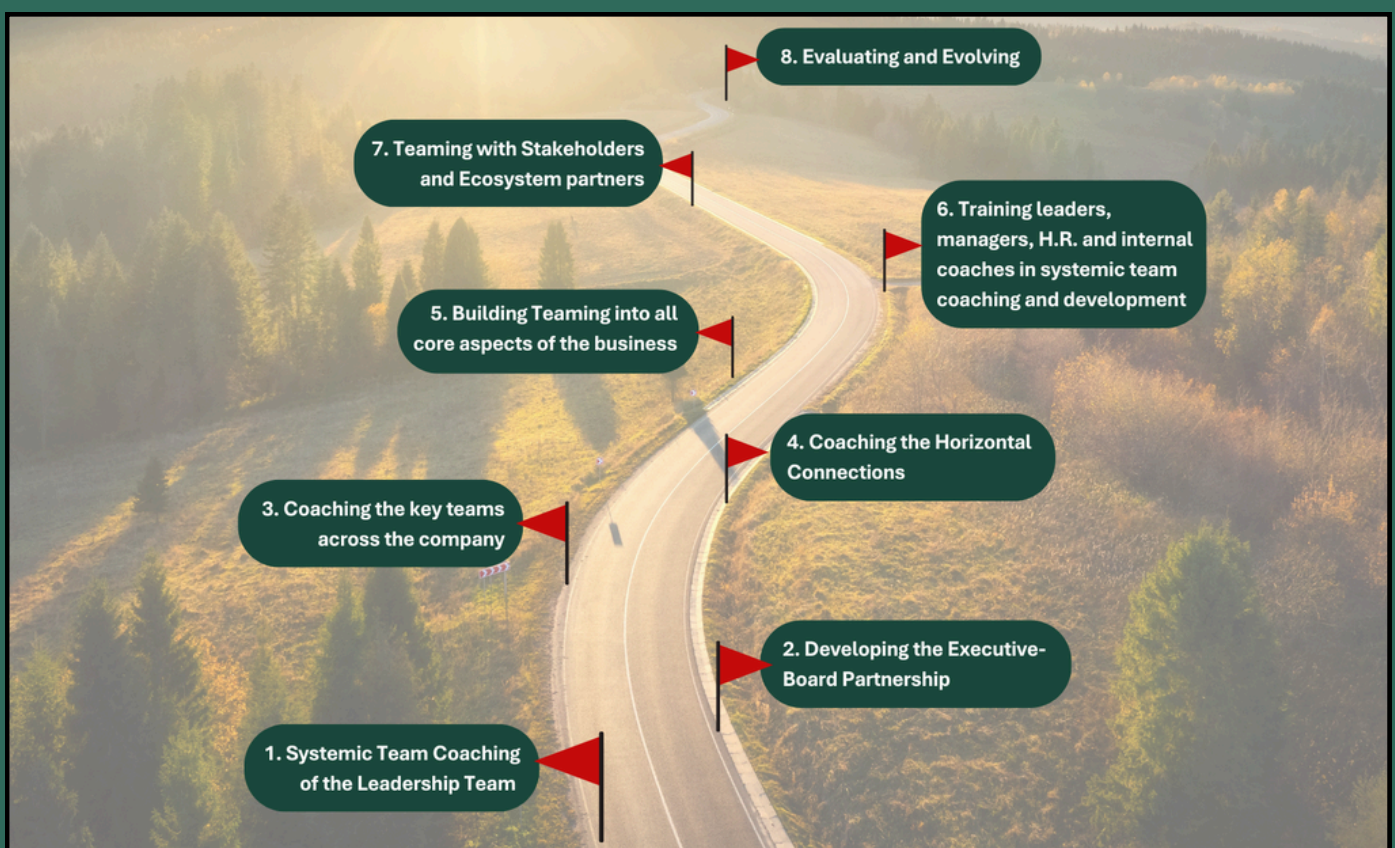 8. Evaluating and Evolving
7. Teaming with Stakeholders
and Ecosystem partners
6. Training leaders,
managers, H.R. and internal
coaches in systemic team
coaching and development
5. Building Teaming into all
core aspects of the business
4. Coaching the Horizontal
Connections
3. Coaching the key teams
across the company
2. Developing the Executive-
Board Partnership
1. Systemic Team Coaching
of the Leadership Team